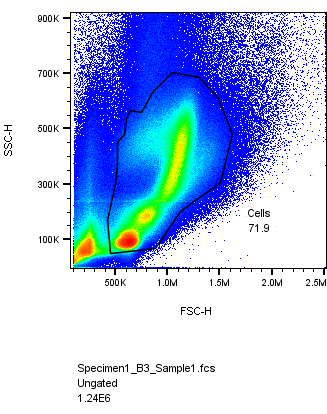 900K
700K
500K
300K
100K
SSC-H
Cells
71.9
500K 1.0M 1.5M 2.0M 2.5M
FSC-H
Specimen1_B3_Sample1.fcs
Ungated
1.24E6